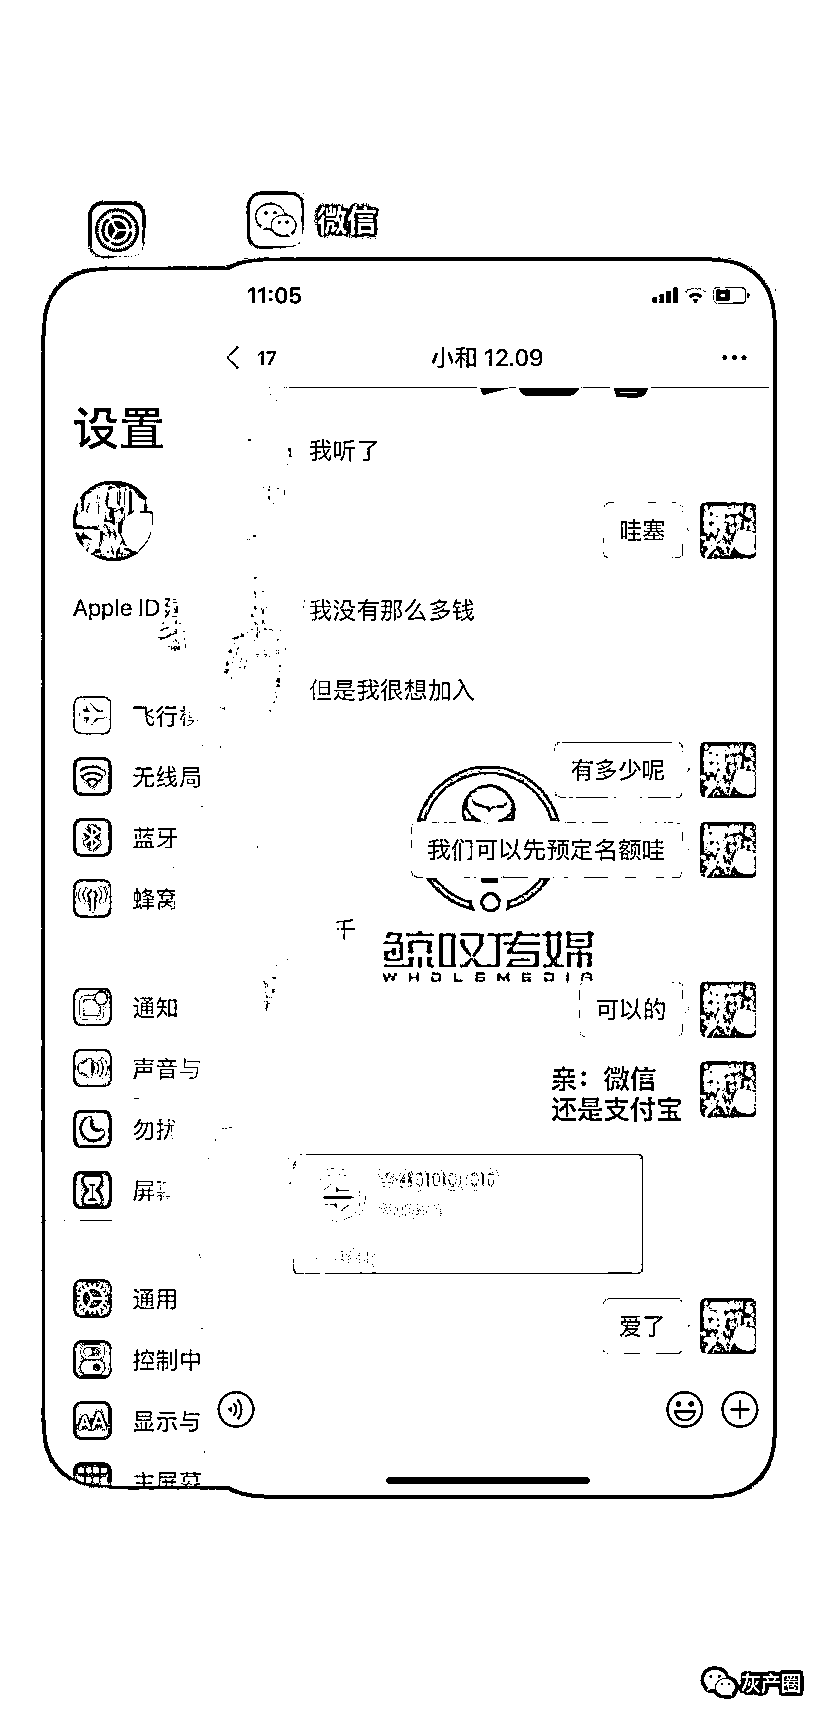 微信
11:05
17
小和 12.09
设置
我听了
哇塞
Apple ID
我没有那么多钱
但是我很想加入
飞行
有多少呢
无线局
蓝牙
我们可以先预定名额哇
蜂窝
千
鲸叹传媒
WHOLEMEDIA
通知
可以的
声音与
亲：微信
还是支付宝
勿扰
屏
通用
爱了
控制中
显示与
主屏幕
灰产圈